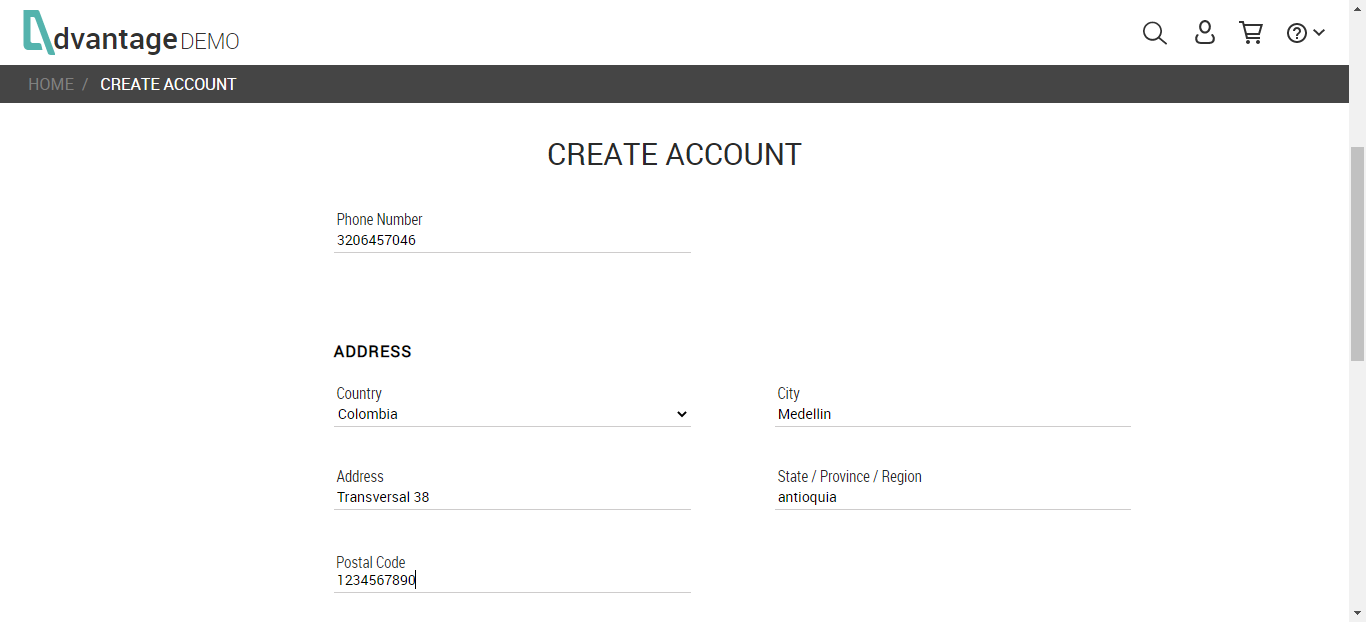 dvantage DEMO
HOME / CREATE ACCOUNT
CREATE ACCOUNT
Phone Number
3206457046
ADDRESS
Country
Colombia
City
Medellin
Address
Transversal 38
State / Province / Region
antioquia
Postal Code
1234567890